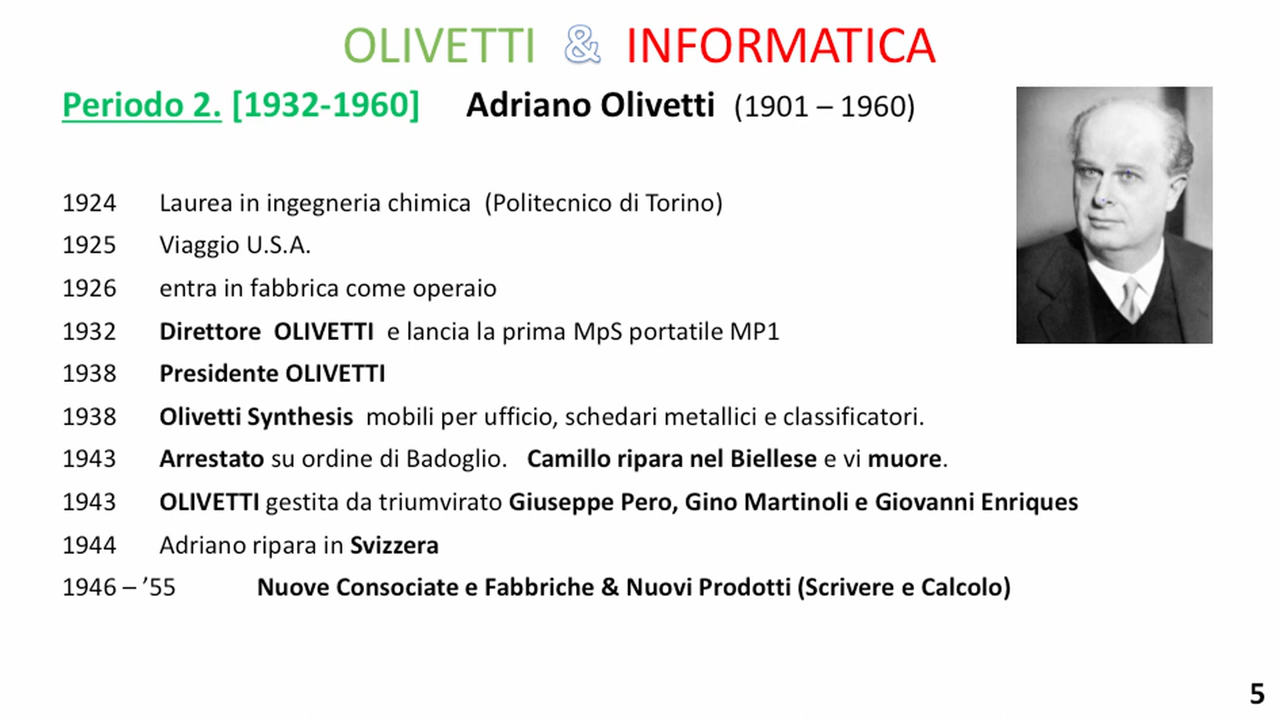 OLIVETTI & INFORMATICA
Periodo 2. [1932-1960] Adriano Olivetti (1901 – 1960)
1924 Laurea in ingegneria chimica (Politecnico di Torino)
1925 Viaggio U.S.A.
1926 entra in fabbrica come operaio
1932 Direttore OLIVETTI e lancia la prima MpS portatile MP1
1938 Presidente OLIVETTI
1938 Olivetti Synthesis mobili per ufficio, schedari metallici e classificatori.
1943 Arrestato su ordine di Badoglio. Camillo ripara nel Biellese e vi muore.
1943 OLIVETTI gestita da triumvirato Giuseppe Pero, Gino Martinoli e Giovanni Enriques
1944 Adriano ripara in Svizzera
1946 – ’55 Nuove Consociate e Fabbriche & Nuovi Prodotti (Scrivere e Calcolo)
5